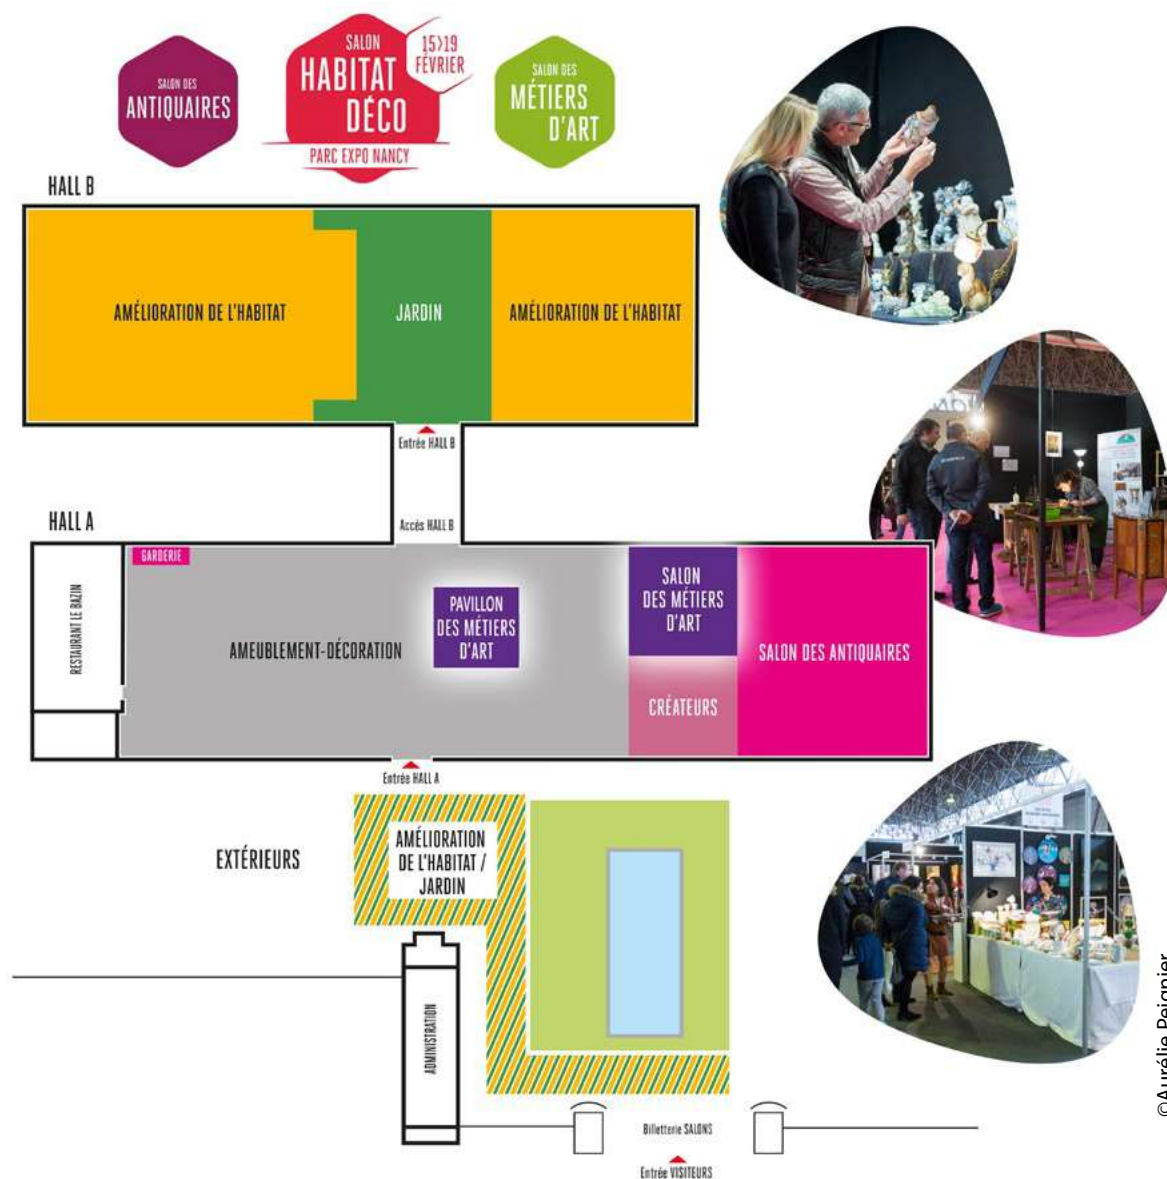 SALON DES
ANTIQUAIRES
SALON
HABITAT
DÉCO
15>19
FÉVRIER
PARC EXPO NANCY
SALON DES
MÉTIERS
D'ART
HALL B
AMÉLIORATION DE L'HABITAT
JARDIN
AMÉLIORATION DE L'HABITAT
Entrée HALL B
HALL A
Accés HALL B
GARDERIE
RESTAURANT LE BAZIN
AMEUBLEMENT-DÉCORATION
PAVILLON
DES MÉTIERS
D'ART
SALON
DES MÉTIERS
D'ART
CRÉATEURS
SALON DES ANTIQUAIRES
Entrée HALL A
EXTÉRIEURS
AMÉLIORATION
DE L'HABITAT /
JARDIN
ADMINISTRATION
Billetterie SALONS
Entrée VISITEURS
©Aurélie Peignier